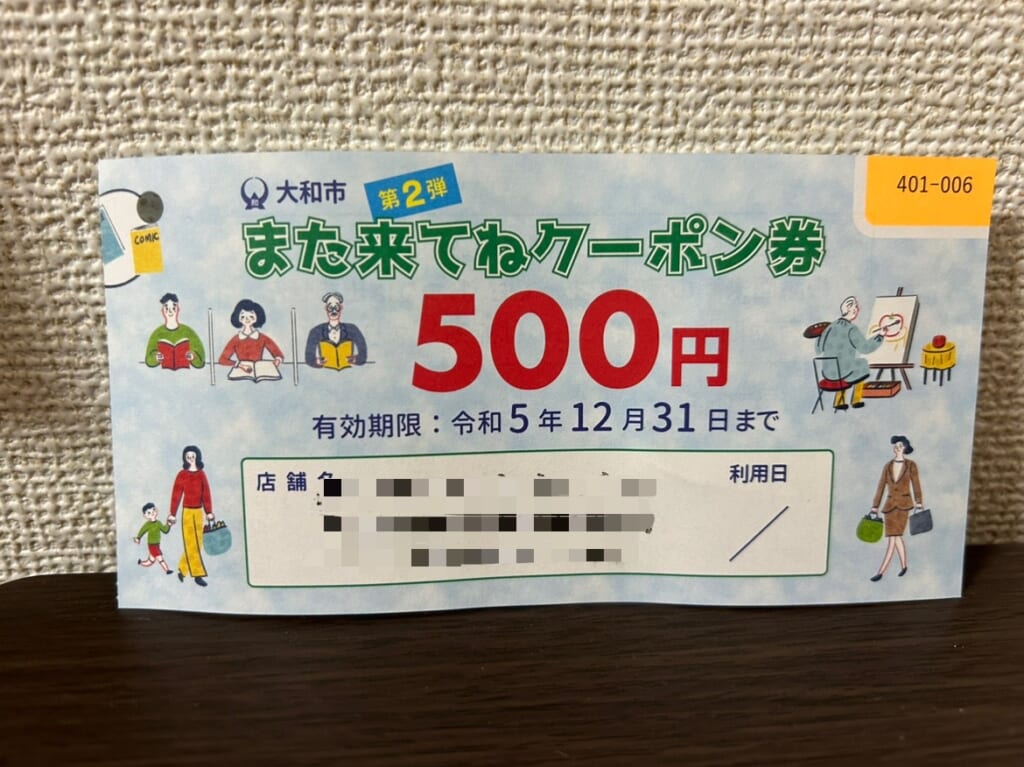 401-006
大和市 第2弾
また来てねクーポン券
COMIC
500円
有効期限：令和5年12月31日まで
店舗名 利用日
／